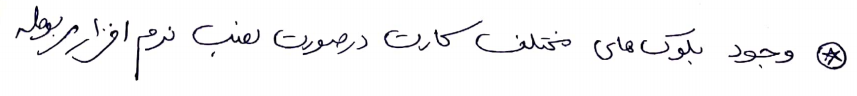 ⊛ وجود بلوک های مختلف کارت درصورت نصب نرم افزار مربوطه